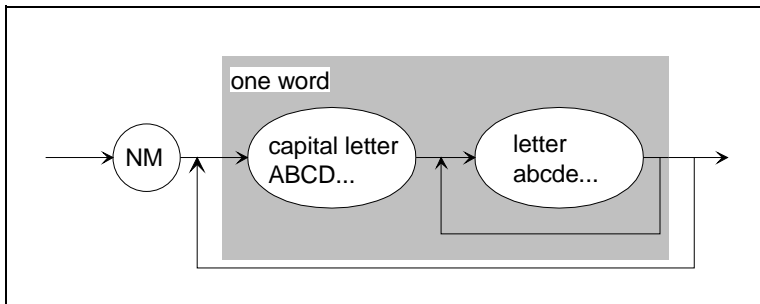 one word
NM
capital letter
ABCD...
letter
abcde...